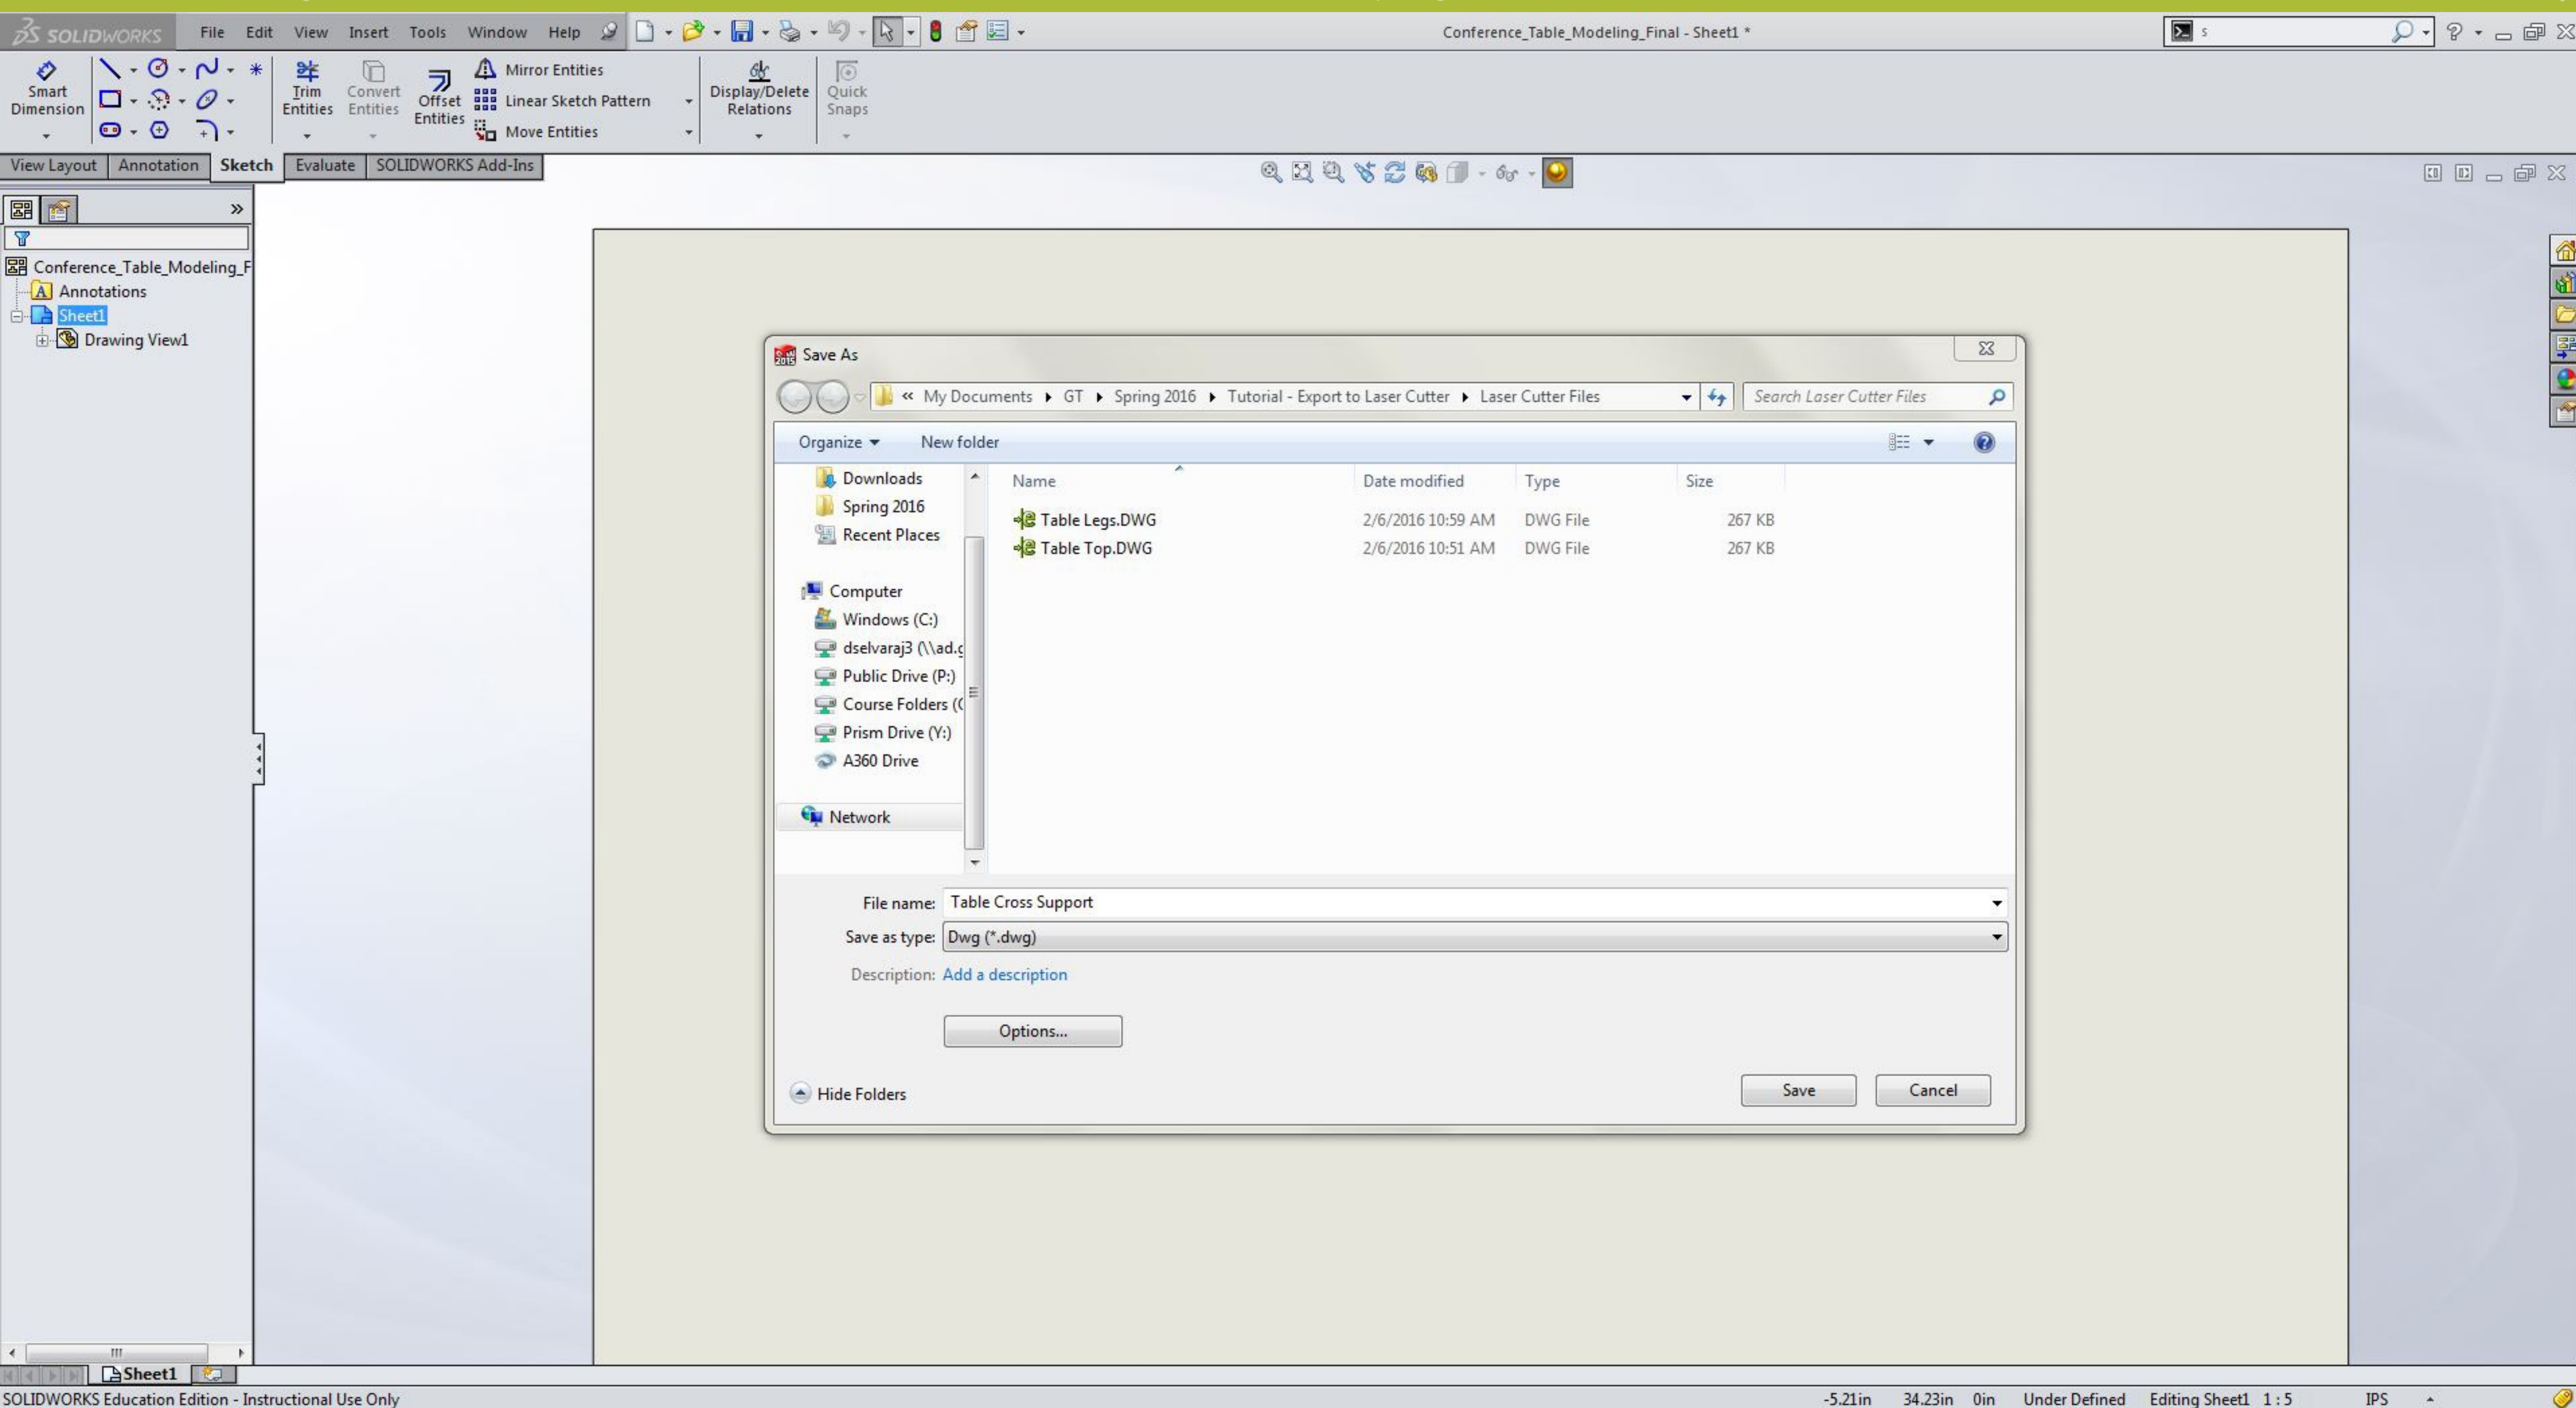 SOLIDWORKS File Edit View Insert Tools Window Help Conference_Table_Modeling_Final - Sheet1 * s
Smart Dimension
Trim Entities
Convert Entities
Offset Entities
Mirror Entities
Linear Sketch Pattern
Move Entities
Display/Delete Relations
Quick Snaps
View Layout Annotation Sketch Evaluate SOLIDWORKS Add-Ins
Conference_Table_Modeling_F
Annotations
Sheet1
Drawing View1
Save As
« My Documents GT Spring 2016 Tutorial - Export to Laser Cutter Laser Cutter Files Search Laser Cutter Files
Organize New folder
Downloads
Spring 2016
Recent Places
Computer
Windows (C:)
dselvaraj3 (\\ad.g
Public Drive (P:)
Course Folders (
Prism Drive (Y:)
A360 Drive
Network
Name Date modified Type Size
Table Legs.DWG 2/6/2016 10:59 AM DWG File 267 KB
Table Top.DWG 2/6/2016 10:51 AM DWG File 267 KB
File name: Table Cross Support
Save as type: Dwg (*.dwg)
Description: Add a description
Options...
Hide Folders
Save Cancel
Sheet1
SOLIDWORKS Education Edition - Instructional Use Only -5.21in 34.23in 0in Under Defined Editing Sheet1 1 : 5 IPS